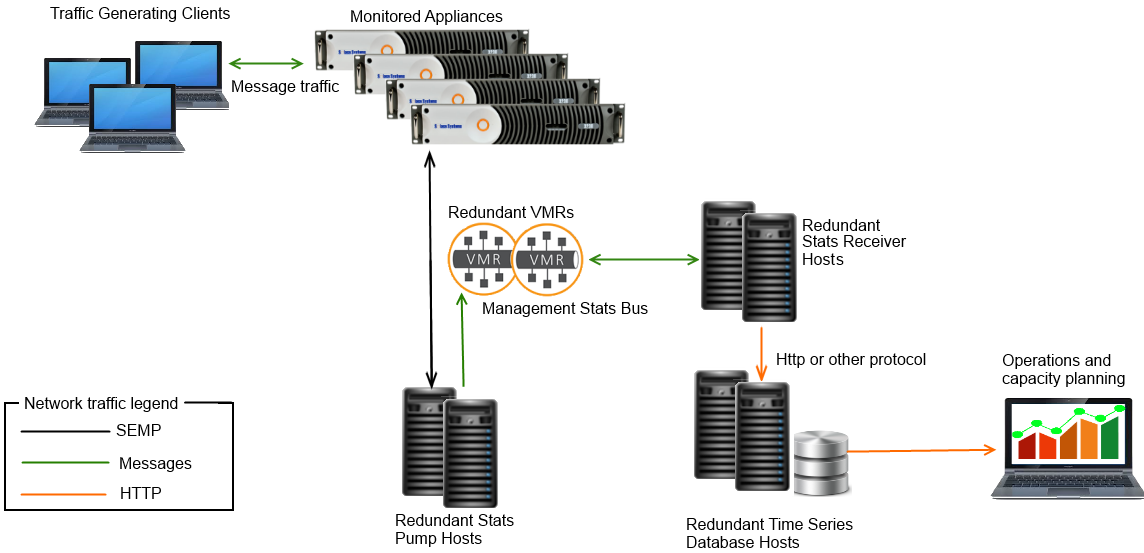 Traffic Generating Clients
Monitored Appliances
Message traffic
Redundant VMRs
VMR
VMR
Management Stats Bus
Redundant
Stats Receiver
Hosts
Http or other protocol
Operations and
capacity planning
Network traffic legend
SEMP
Messages
HTTP
Redundant Stats
Pump Hosts
Redundant Time Series
Database Hosts